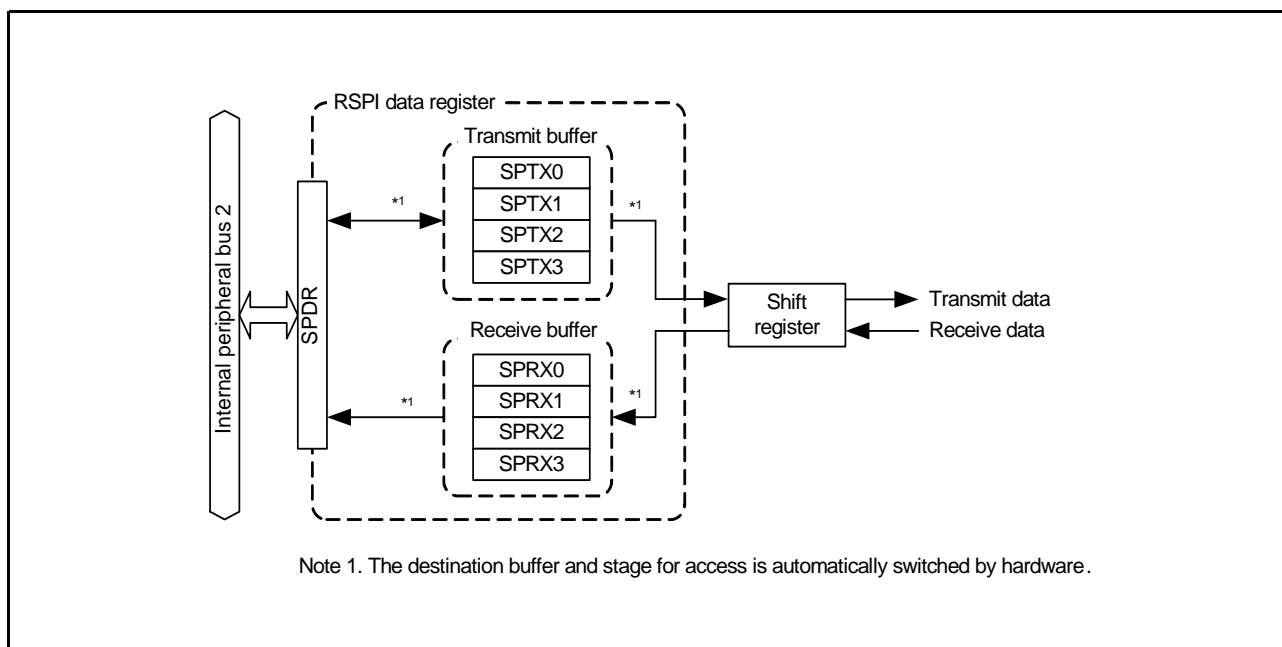 RSPI data register
Transmit buffer
SPTX0
SPTX1
SPTX2
SPTX3
*1
*1
Internal peripheral bus 2
SPDR
Shift
register
Transmit data
Receive data
Receive buffer
SPRX0
SPRX1
SPRX2
SPRX3
*1
*1
Note 1. The destination buffer and stage for access is automatically switched by hardware.